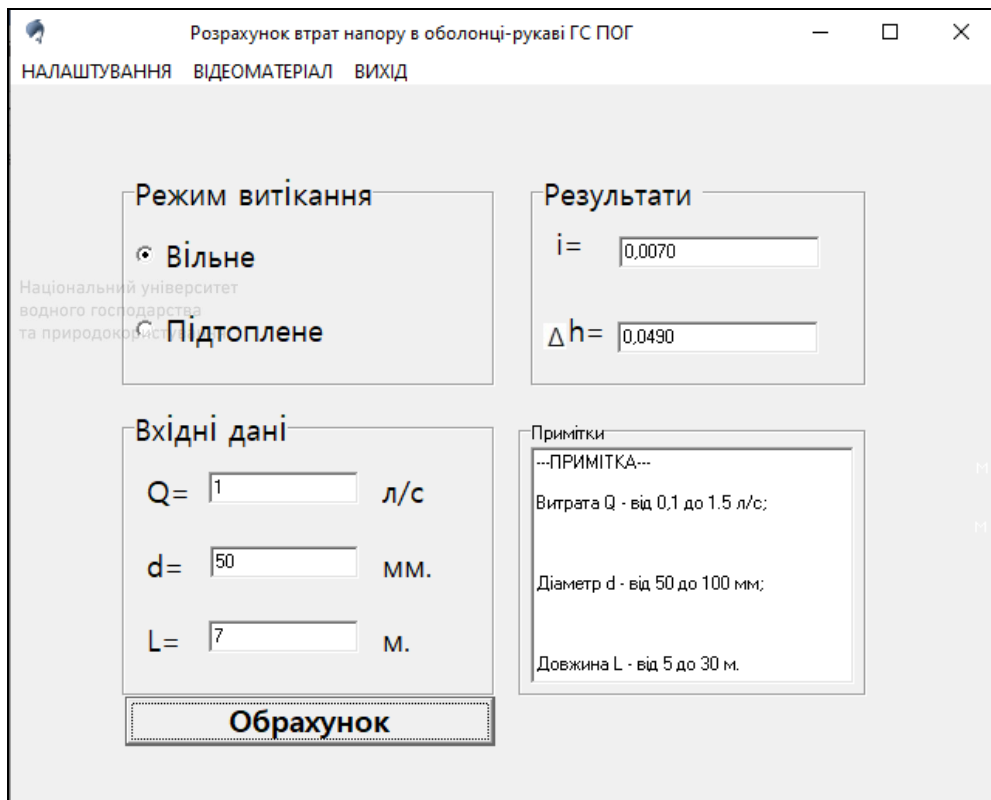 Розрахунок втрат напору в оболонці-рукаві ГС ПОГ
НАЛАШТУВАННЯ ВІДЕОМАТЕРІАЛ ВИХІД
Режим витікання
Вільне
Підтоплене
Національний університет
водного господарства
та
Результати
i= 0,0070
Δh= 0,0490
Вхідні дані
Q= 1 л/с
d= 50 мм.
L= 7 м.
Обрахунок
Примітки
---ПРИМІТКА---
Витрата Q - від 0,1 до 1.5 л/с;
Діаметр d - від 50 до 100 мм;
Довжина L - від 5 до 30 м.
м
м